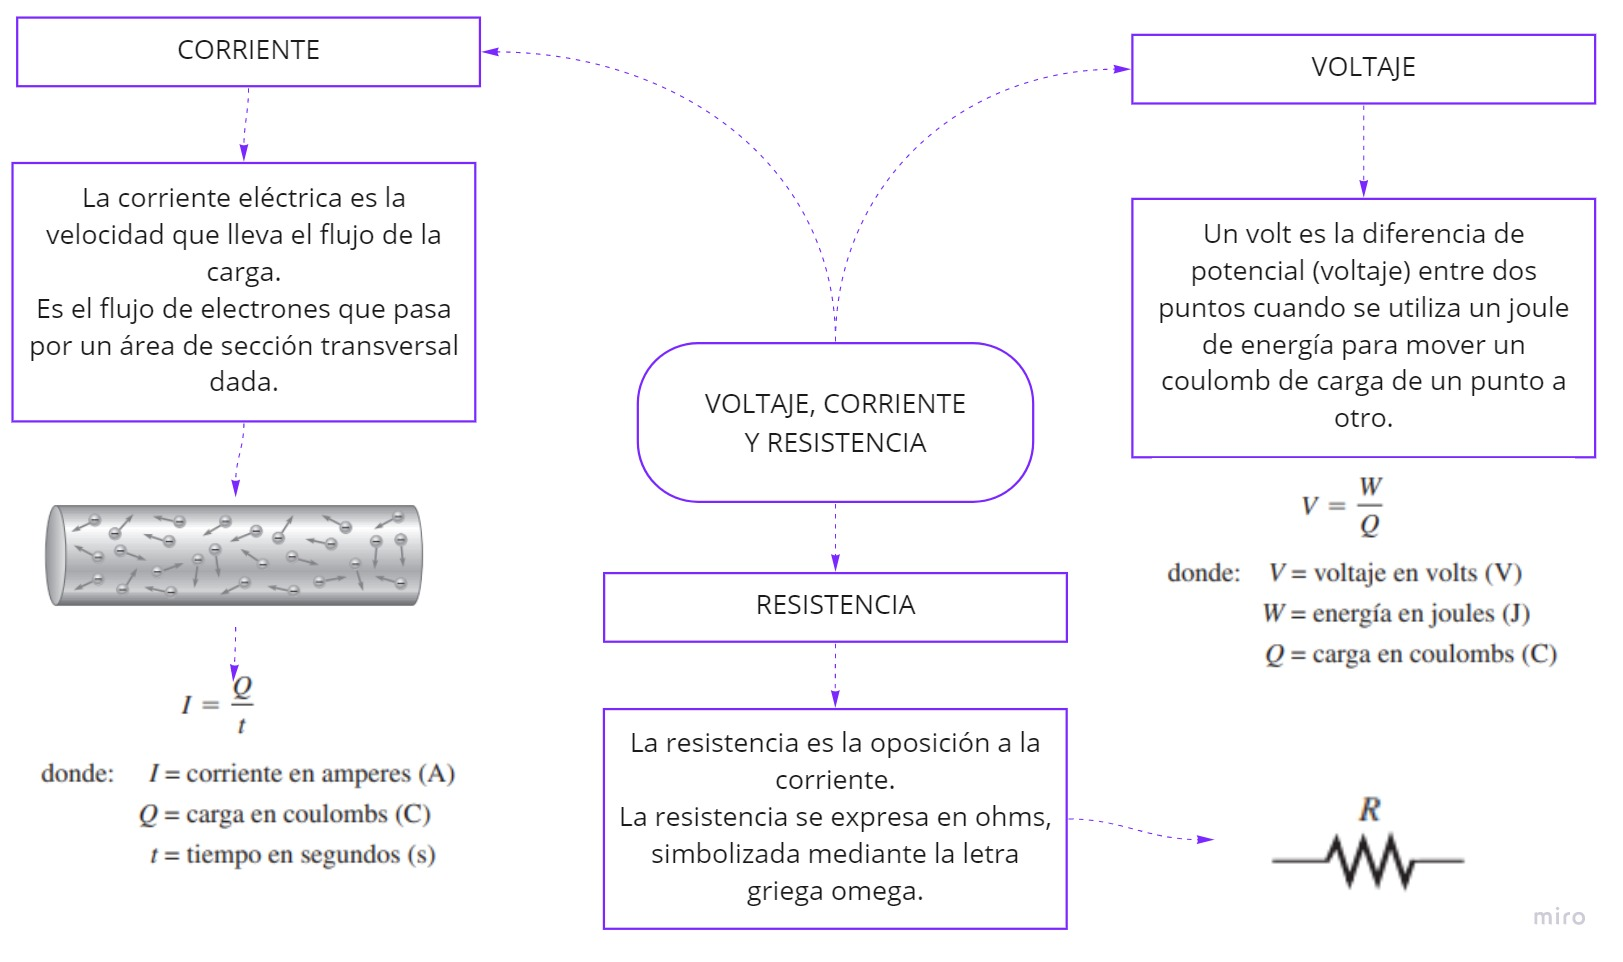 CORRIENTE
La corriente eléctrica es la
velocidad que lleva el flujo de la
carga.
Es el flujo de electrones que pasa
por un área de sección transversal
dada.
I = Q/t
donde: I = corriente en amperes (A)
Q = carga en coulombs (C)
t = tiempo en segundos (s)
VOLTAJE, CORRIENTE
Y RESISTENCIA
RESISTENCIA
La resistencia es la oposición a la
corriente.
La resistencia se expresa en ohms,
simbolizada mediante la letra
griega omega.
VOLTAJE
Un volt es la diferencia de
potencial (voltaje) entre dos
puntos cuando se utiliza un joule
de energía para mover un
coulomb de carga de un punto a
otro.
V = W/Q
donde: V = voltaje en volts (V)
W = energía en joules (J)
Q = carga en coulombs (C)
R
miro